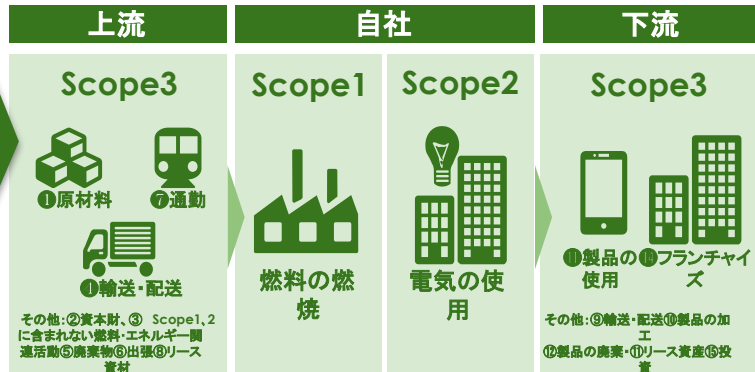 上流
自社
下流
Scope3
Scope1
Scope2
Scope3
❶原材料
❼通勤
❹輸送・配送
燃料の燃
焼
電気の使
用
⓫製品の
使用
⓮フランチャイ
ズ
その他:②資本財、③ Scope1、2
に含まれない燃料・エネルギー関
連活動⑤廃棄物⑥出張⑧リース
資材
その他:⑨輸送・配送⑩製品の加
工
⑫製品の廃棄・⑪リース資産⑮投
資